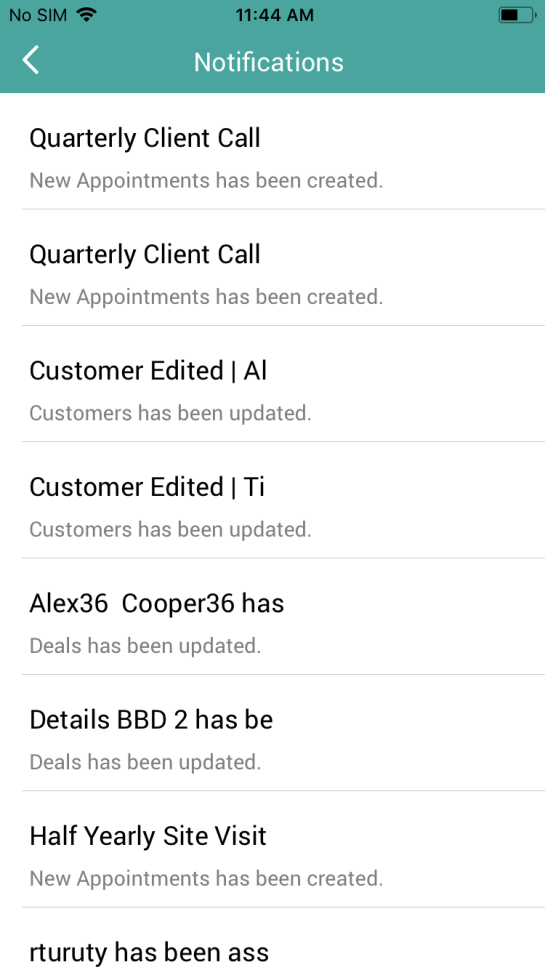 No SIM 11:44 AM
Notifications
Quarterly Client Call
New Appointments has been created.
Quarterly Client Call
New Appointments has been created.
Customer Edited | Al
Customers has been updated.
Customer Edited | Ti
Customers has been updated.
Alex36  Cooper36 has
Deals has been updated.
Details BBD 2 has be
Deals has been updated.
Half Yearly Site Visit
New Appointments has been created.
rturuty has been ass